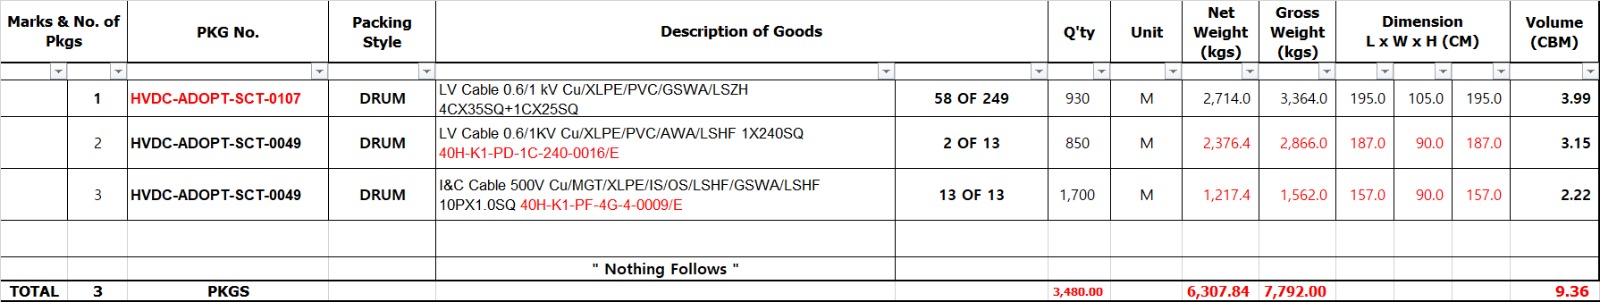 Marks & No. of Pkgs | PKG No. | Packing Style | Description of Goods | Q'ty | Unit | Net Weight (kgs) | Gross Weight (kgs) | Dimension L x W x H (CM) | Volume (CBM)
1 | HVDC-ADOPT-SCT-0107 | DRUM | LV Cable 0.6/1 kV Cu/XLPE/PVC/GSWA/LSZH 4CX35SQ+1CX25SQ | 58 OF 249 | 930 | M | 2,714.0 | 3,364.0 | 195.0 | 105.0 | 195.0 | 3.99
2 | HVDC-ADOPT-SCT-0049 | DRUM | LV Cable 0.6/1KV Cu/XLPE/PVC/AWA/LSHF 1X240SQ 40H-K1-PD-1C-240-0016/E | 2 OF 13 | 850 | M | 2,376.4 | 2,866.0 | 187.0 | 90.0 | 187.0 | 3.15
3 | HVDC-ADOPT-SCT-0049 | DRUM | I&C Cable 500V Cu/MGT/XLPE/IS/OS/LSHF/GSWA/LSHF 10PX1.0SQ 40H-K1-PF-4G-4-0009/E | 13 OF 13 | 1,700 | M | 1,217.4 | 1,562.0 | 157.0 | 90.0 | 157.0 | 2.22
" Nothing Follows "
TOTAL | 3 | PKGS | 3,480.00 | 6,307.84 | 7,792.00 | 9.36